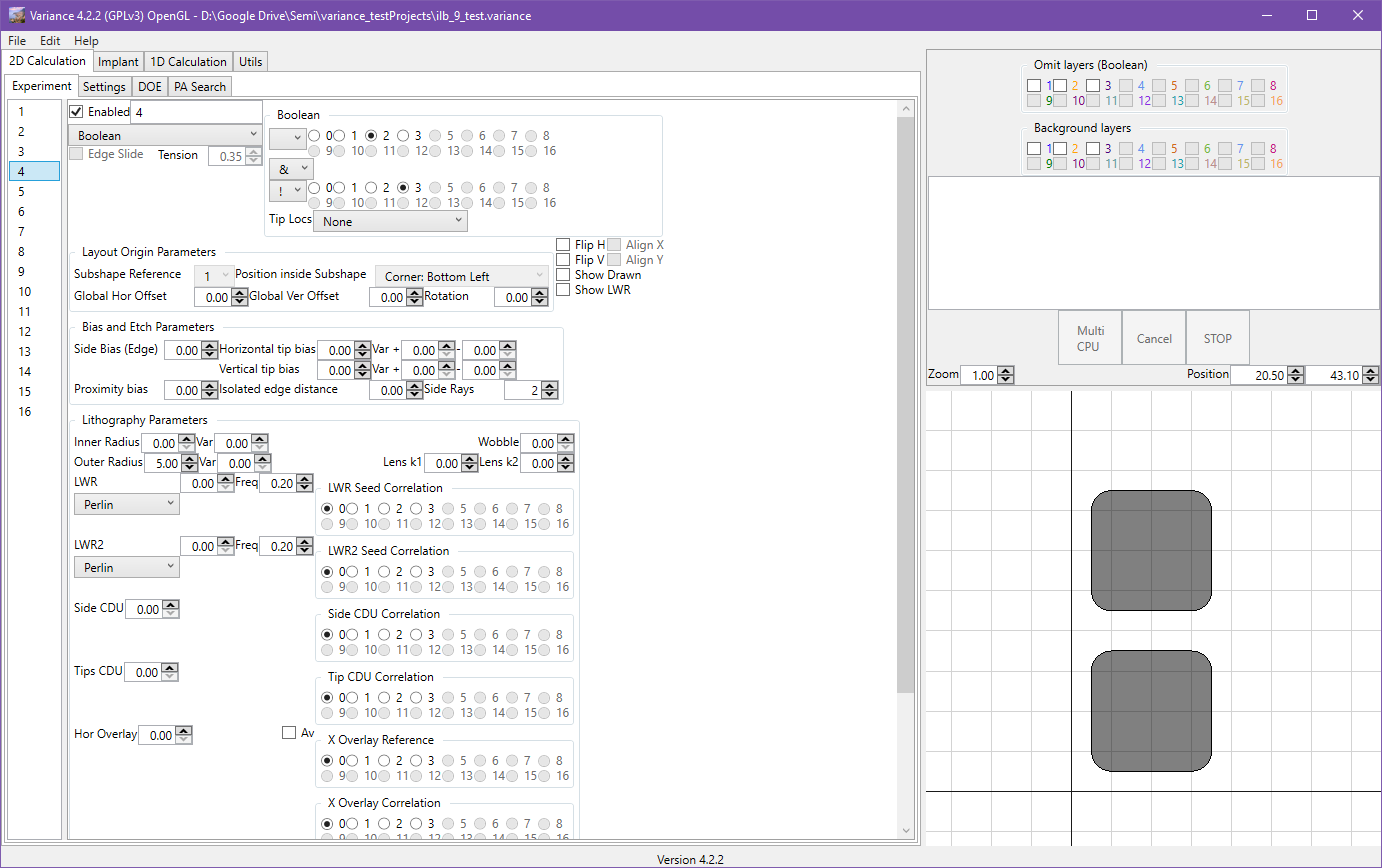 Variance 4.2.2 (GPLv3) OpenGL - D:\Google Drive\Semi\variance_testProjects\ilb_9_test.variance
File Edit Help
2D Calculation Implant 1D Calculation Utils
Experiment Settings DOE PA Search
1
2
3
4
5
6
7
8
9
10
11
12
13
14
15
16
Enabled 4
Boolean
Edge Slide Tension 0.35
Boolean
0 1 2 3 5 6 7 8
9 10 11 12 13 14 15 16
&
! 0 1 2 3 5 6 7 8
9 10 11 12 13 14 15 16
Tip Locs None
Layout Origin Parameters
Subshape Reference 1 Position inside Subshape Corner: Bottom Left
Global Hor Offset 0.00 Global Ver Offset 0.00 Rotation 0.00
Flip H Align X
Flip V Align Y
Show Drawn
Show LWR
Bias and Etch Parameters
Side Bias (Edge) 0.00 Horizontal tip bias 0.00 Var + 0.00 - 0.00
Vertical tip bias 0.00 Var + 0.00 - 0.00
Proximity bias 0.00 Isolated edge distance 0.00 Side Rays 2
Lithography Parameters
Inner Radius 0.00 Var 0.00 Wobble 0.00
Outer Radius 5.00 Var 0.00 Lens k1 0.00 Lens k2 0.00
LWR 0.00 Freq 0.20
Perlin
LWR Seed Correlation
0 1 2 3 5 6 7 8
9 10 11 12 13 14 15 16
LWR2 0.00 Freq 0.20
Perlin
LWR2 Seed Correlation
0 1 2 3 5 6 7 8
9 10 11 12 13 14 15 16
Side CDU 0.00
Side CDU Correlation
0 1 2 3 5 6 7 8
9 10 11 12 13 14 15 16
Tips CDU 0.00
Tip CDU Correlation
0 1 2 3 5 6 7 8
9 10 11 12 13 14 15 16
Hor Overlay 0.00 Av
X Overlay Reference
0 1 2 3 5 6 7 8
9 10 11 12 13 14 15 16
X Overlay Correlation
0 1 2 3 5 6 7 8
9 10 11 12 13 14 15 16
Omit layers (Boolean)
1 2 3 4 5 6 7 8
9 10 11 12 13 14 15 16
Background layers
1 2 3 4 5 6 7 8
9 10 11 12 13 14 15 16
Multi
CPU
Cancel
STOP
Zoom 1.00 Position 20.50 43.10
Version 4.2.2